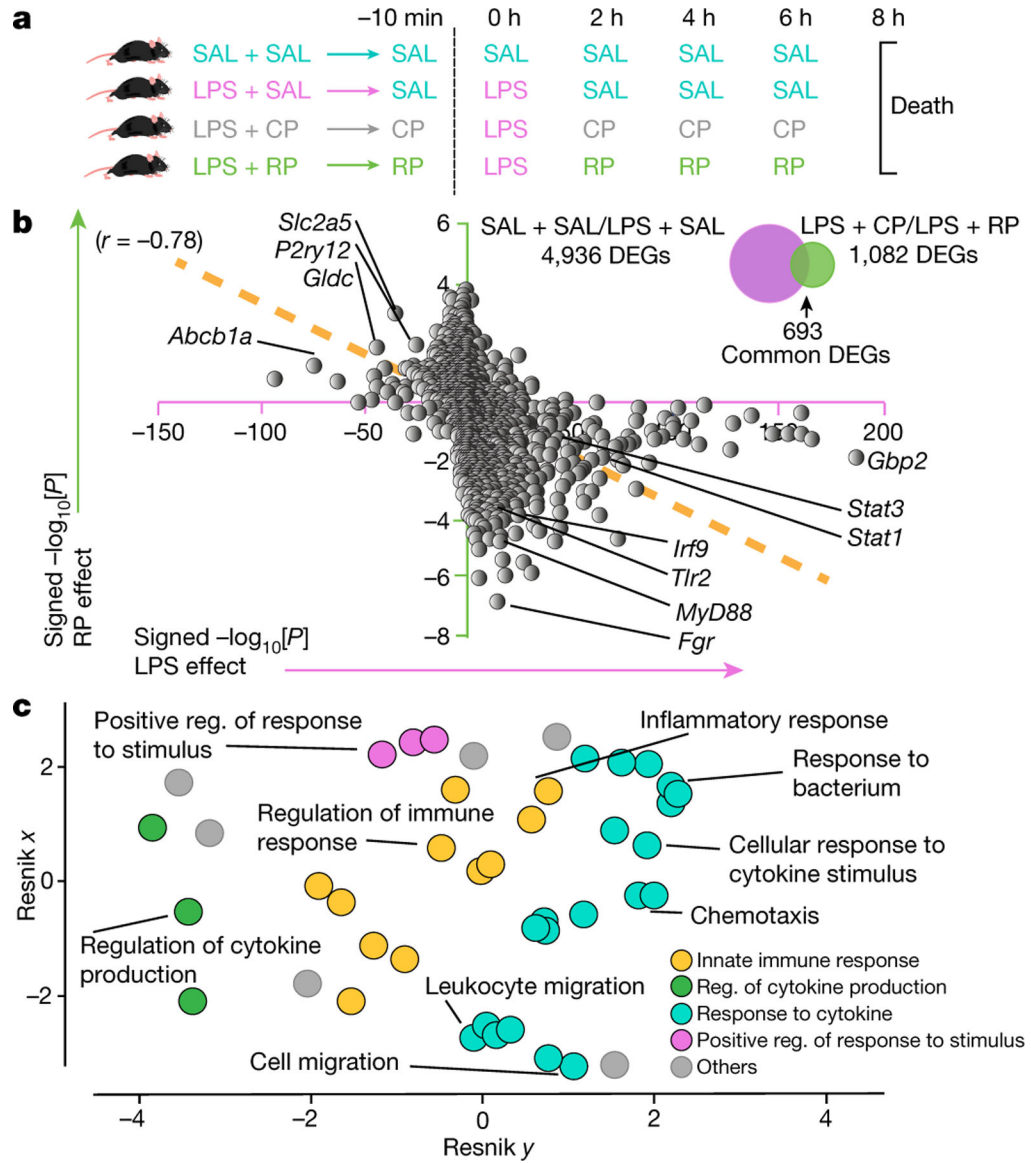 a
−10 min 0 h 2 h 4 h 6 h 8 h
SAL + SAL SAL SAL SAL SAL SAL
LPS + SAL SAL LPS SAL SAL SAL
LPS + CP CP LPS CP CP CP
LPS + RP RP LPS RP RP RP
Death
b
(r = −0.78)
Slc2a5
P2ry12
Gldc
Abcb1a
SAL + SAL/LPS + SAL
4,936 DEGs
LPS + CP/LPS + RP
1,082 DEGs
693
Common DEGs
6
4
−2
−4
−6
−8
−150 −100 −50 150 200
Gbp2
Stat3
Stat1
Irf9
Tlr2
MyD88
Fgr
Signed −log10[P]
RP effect
Signed −log10[P]
LPS effect
c
Positive reg. of response
to stimulus
Inflammatory response
Response to
bacterium
Regulation of immune
response
Cellular response to
cytokine stimulus
Chemotaxis
Regulation of cytokine
production
Leukocyte migration
Cell migration
Innate immune response
Reg. of cytokine production
Response to cytokine
Positive reg. of response to stimulus
Others
2
0
−2
Resnik x
−4 −2 0 2 4
Resnik y